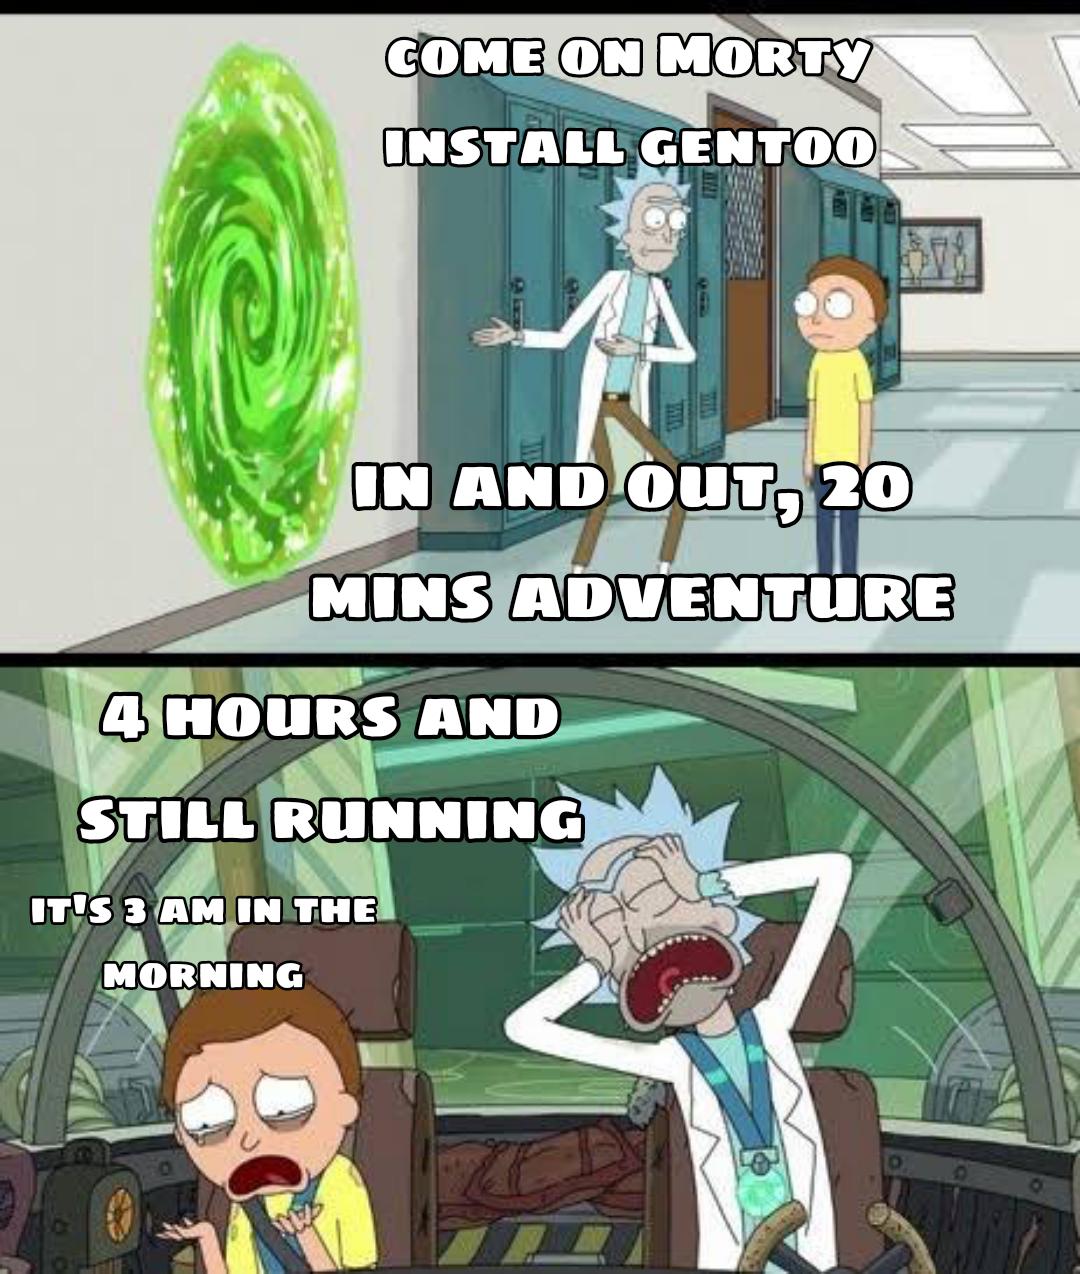 COME ON MORTY
INSTALL GENTOO
IN AND OUT, 20
MINS ADVENTURE
4 HOURS AND
STILL RUNNING
IT'S 3 AM IN THE
MORNING